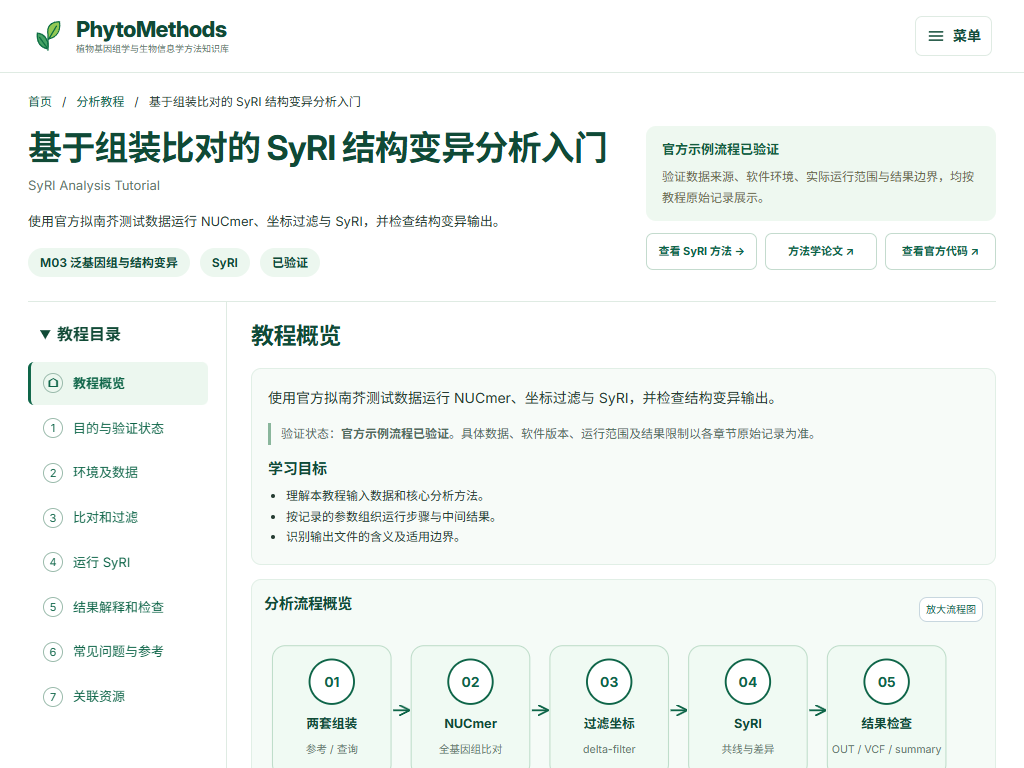 PhytoMethods
植物基因组学与生物信息学方法知识库
菜单
首页 / 分析教程 / 基于组装比对的 SyRI 结构变异分析入门
基于组装比对的 SyRI 结构变异分析入门
SyRI Analysis Tutorial
使用官方拟南芥测试数据运行 NUCmer、坐标过滤与 SyRI，并检查结构变异输出。
M03 泛基因组与结构变异
SyRI
已验证
官方示例流程已验证
验证数据来源、软件环境、实际运行范围与结果边界，均按
教程原始记录展示。
查看 SyRI 方法 →
方法学论文 ↗
查看官方代码 ↗
▼ 教程目录
教程概览
1 目的与验证状态
2 环境及数据
3 比对和过滤
4 运行 SyRI
5 结果解释和检查
6 常见问题与参考
7 关联资源
教程概览
使用官方拟南芥测试数据运行 NUCmer、坐标过滤与 SyRI，并检查结构变异输出。
验证状态：官方示例流程已验证。具体数据、软件版本、运行范围及结果限制以各章节原始记录为准。
学习目标
• 理解本教程输入数据和核心分析方法。
• 按记录的参数组织运行步骤与中间结果。
• 识别输出文件的含义及适用边界。
分析流程概览
放大流程图
01
两套组装
参考 / 查询
02
NUCmer
全基因组比对
03
过滤坐标
delta-filter
04
SyRI
共线与差异
05
结果检查
OUT / VCF / summary